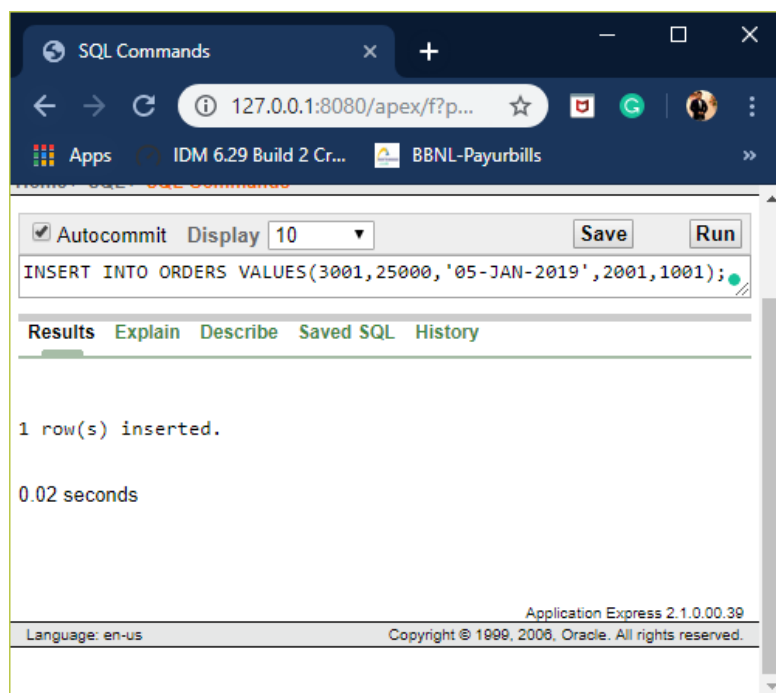 SQL Commands
127.0.0.1:8080/apex/f?p...
Apps IDM 6.29 Build 2 Cr... BBNL-Payurbills »
Autocommit Display 10 Save Run
INSERT INTO ORDERS VALUES(3001,25000,'05-JAN-2019',2001,1001);
Results Explain Describe Saved SQL History
1 row(s) inserted.
0.02 seconds
Application Express 2.1.0.00.39
Language: en-us Copyright © 1999, 2006, Oracle. All rights reserved.